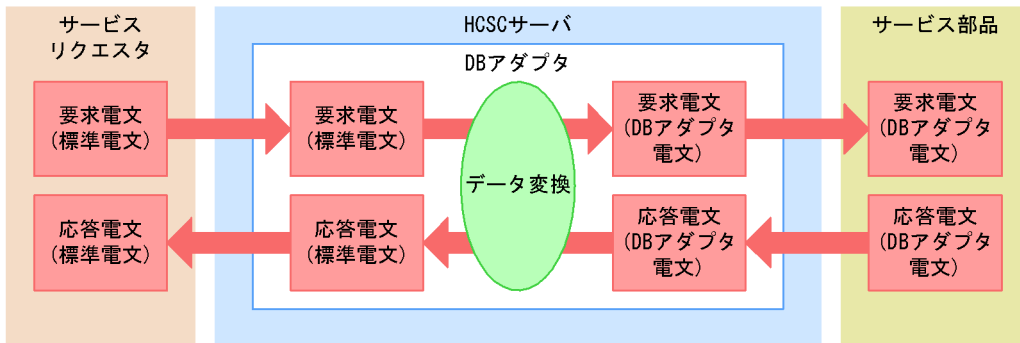 サービス
リクエスタ
HCSCサーバ
サービス部品
DBアダプタ
要求電文
(標準電文)
要求電文
(標準電文)
要求電文
(DBアダプタ
電文)
要求電文
(DBアダプタ
電文)
データ変換
応答電文
(標準電文)
応答電文
(標準電文)
応答電文
(DBアダプタ
電文)
応答電文
(DBアダプタ
電文)